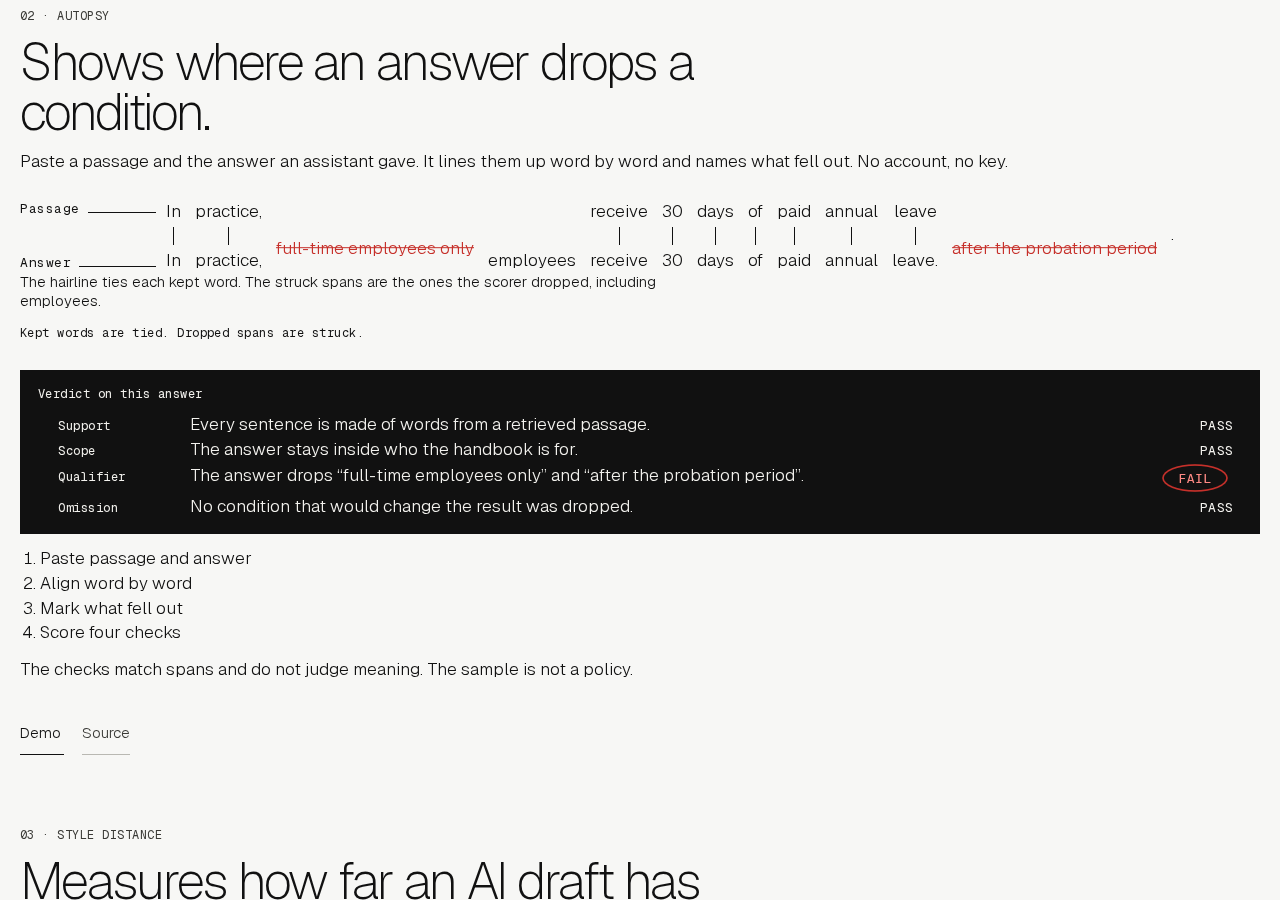 02 · AUTOPSY
Shows where an answer drops a
condition.
Paste a passage and the answer an assistant gave. It lines them up word by word and names what fell out. No account, no key.
Passage In practice, receive 30 days of paid annual leave
full-time employees only after the probation period .
Answer In practice, employees receive 30 days of paid annual leave.
The hairline ties each kept word. The struck spans are the ones the scorer dropped, including
employees.
Kept words are tied. Dropped spans are struck.
Verdict on this answer
Support Every sentence is made of words from a retrieved passage. PASS
Scope The answer stays inside who the handbook is for. PASS
Qualifier The answer drops “full-time employees only” and “after the probation period”. FAIL
Omission No condition that would change the result was dropped. PASS
1. Paste passage and answer
2. Align word by word
3. Mark what fell out
4. Score four checks
The checks match spans and do not judge meaning. The sample is not a policy.
Demo Source
03 · STYLE DISTANCE
Measures how far an AI draft has